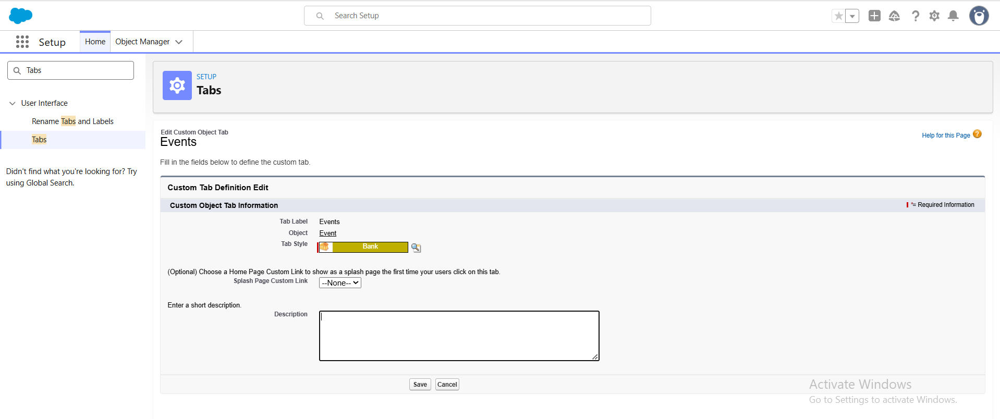 Search Setup
Setup
Home
Object Manager
Tabs
SETUP
Tabs
User Interface
Rename Tabs and Labels
Tabs
Didn't find what you're looking for? Try
using Global Search.
Edit Custom Object Tab
Events
Help for this Page
Fill in the fields below to define the custom tab.
Custom Tab Definition Edit
Custom Object Tab Information
*= Required Information
Tab Label Events
Object Event
Tab Style Bank
(Optional) Choose a Home Page Custom Link to show as a splash page the first time your users click on this tab.
Splash Page Custom Link --None--
Enter a short description.
Description
Save Cancel
Activate Windows
Go to Settings to activate Windows.